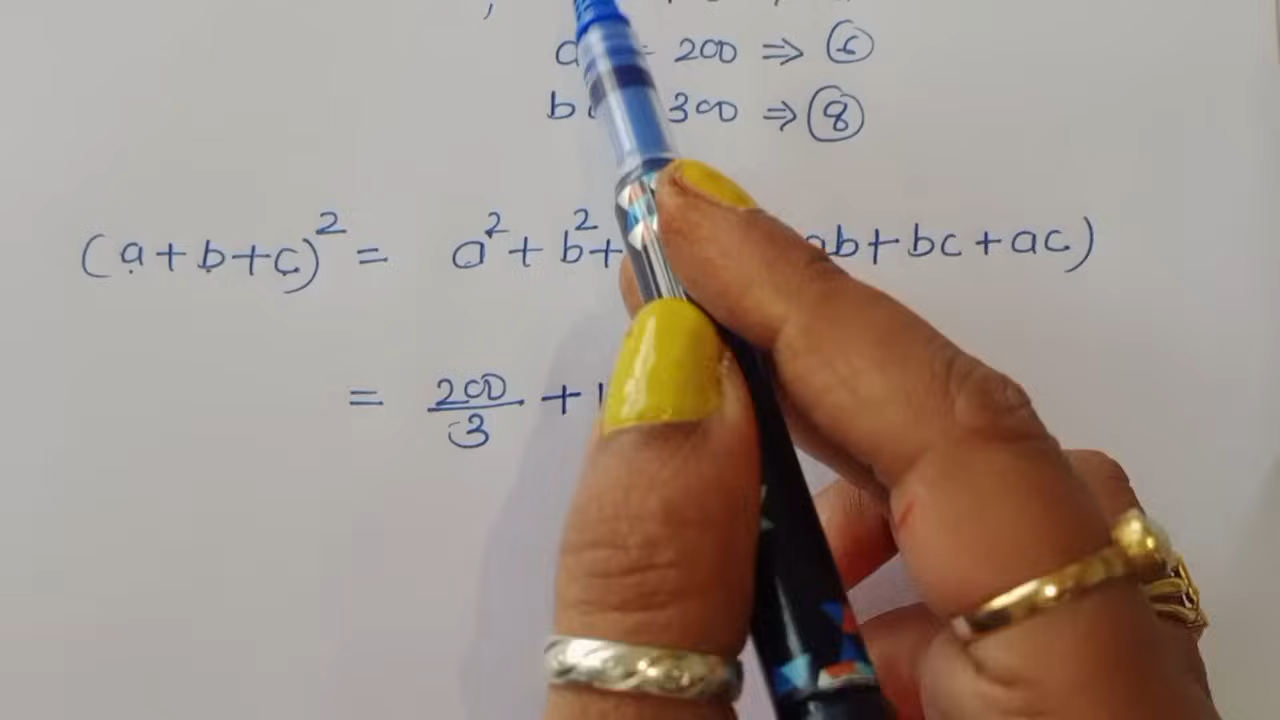 a = 200 ⇒ ⑥
b 300 ⇒ ⑧
(a+b+c)² = a² + b² + ab+bc+ac)
= 200/3 +